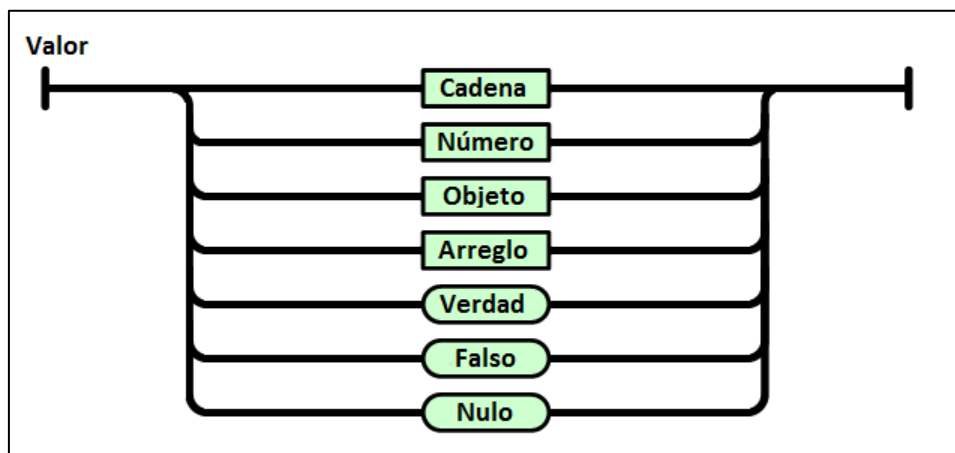 Valor
Cadena
Número
Objeto
Arreglo
Verdad
Falso
Nulo